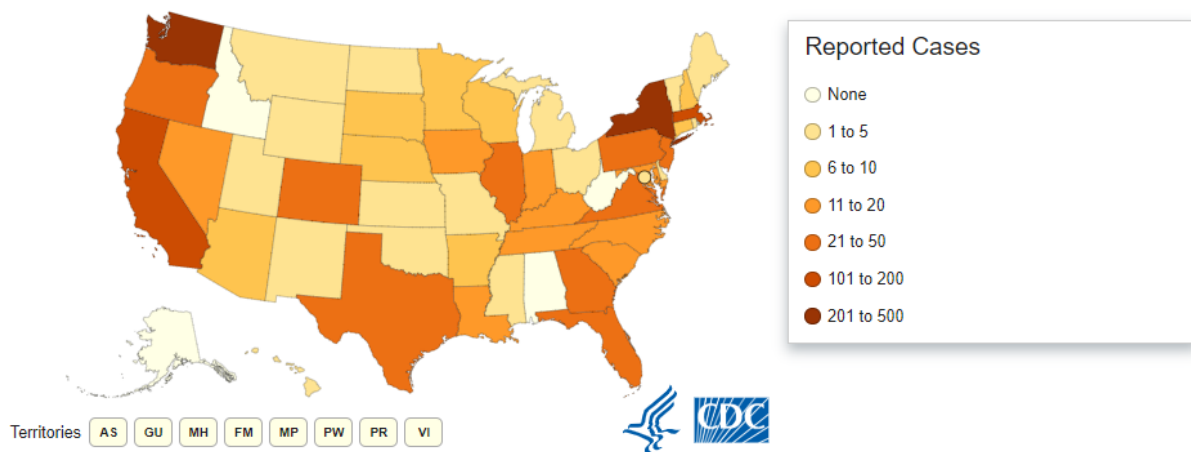 Reported Cases
None
1 to 5
6 to 10
11 to 20
21 to 50
101 to 200
201 to 500
Territories AS GU MH FM MP PW PR VI
CDC